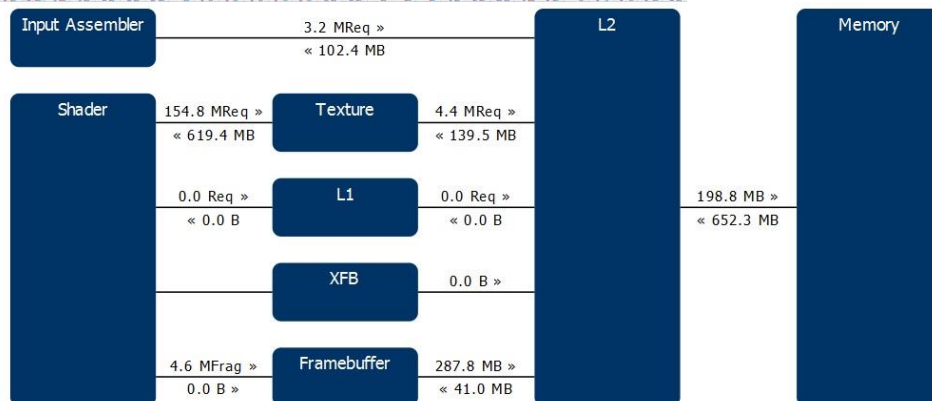 Input Assembler
3.2 MReq »
« 102.4 MB
L2
Memory
Shader
154.8 MReq »
« 619.4 MB
Texture
4.4 MReq »
« 139.5 MB
0.0 Req »
« 0.0 B
L1
0.0 Req »
« 0.0 B
198.8 MB »
« 652.3 MB
XFB
0.0 B »
4.6 MFrag »
0.0 B »
Framebuffer
287.8 MB »
« 41.0 MB